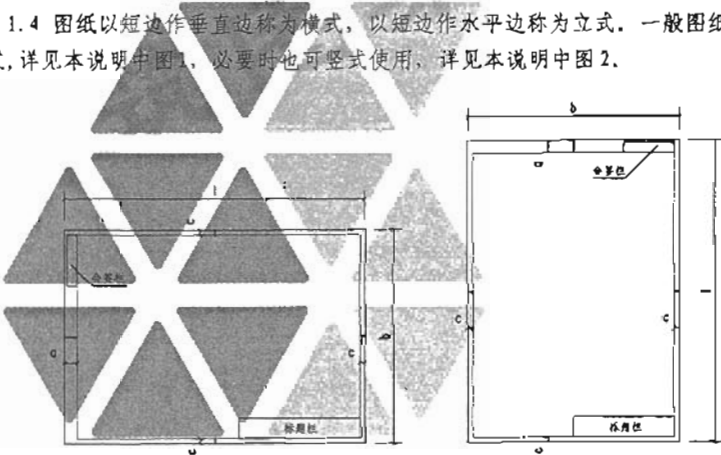 1.4 图纸以短边作垂直边称为横式，以短边作水平边称为立式。一般图纸
式,详见本说明中图1，必要时也可竖式使用，详见本说明中图2。
b
会签栏
a
l
c
c
标题栏
l
会签栏
a
c
b
标题栏